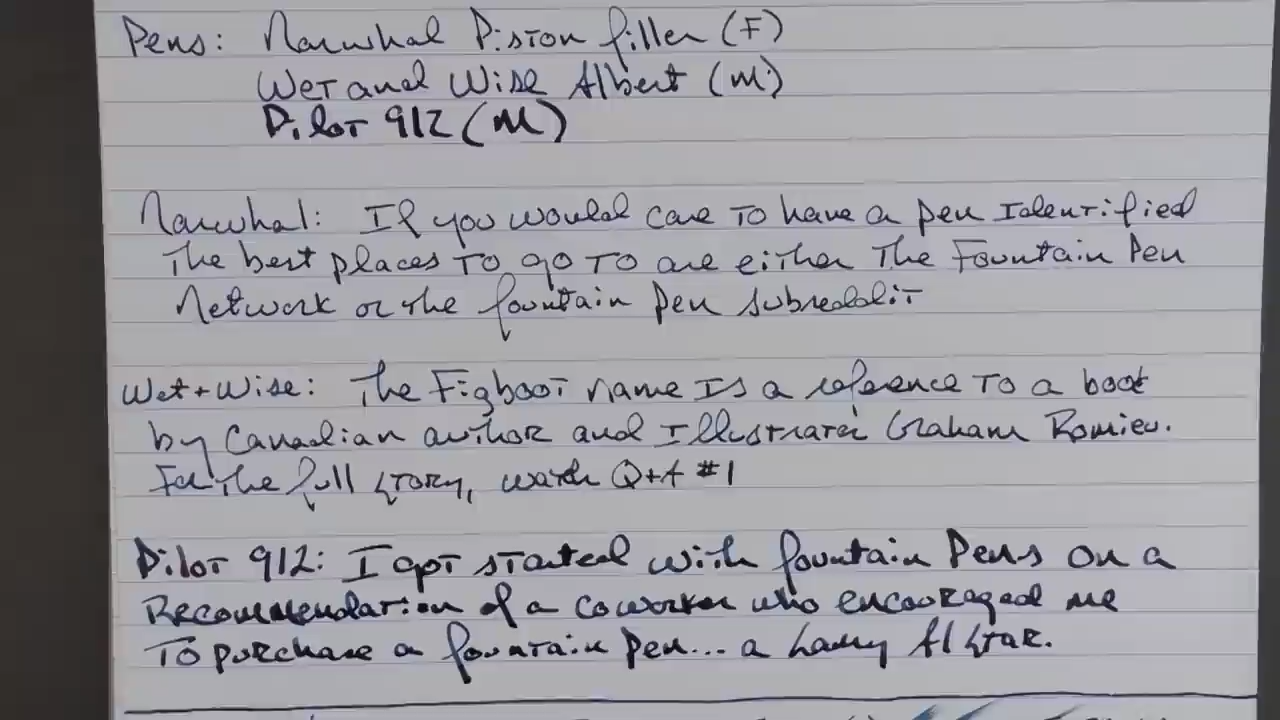 Pens: Narwhal Piston filler (F)
Wet and Wise Albert (M)
Pilot 912 (M)
Narwhal: If you would care to have a pen Identified
The best places to go to are either the Fountain Pen
Network or the fountain pen subreddit
Wet + Wise: The Figboot name Is a reference to a book
by Canadian author and Illustrator Graham Romieu.
For the full story, watch Q+A #1
Pilot 912: I got started with fountain pens on a
Recommendation of a coworker who encouraged me
To purchase a fountain pen... a Lamy Al Star.